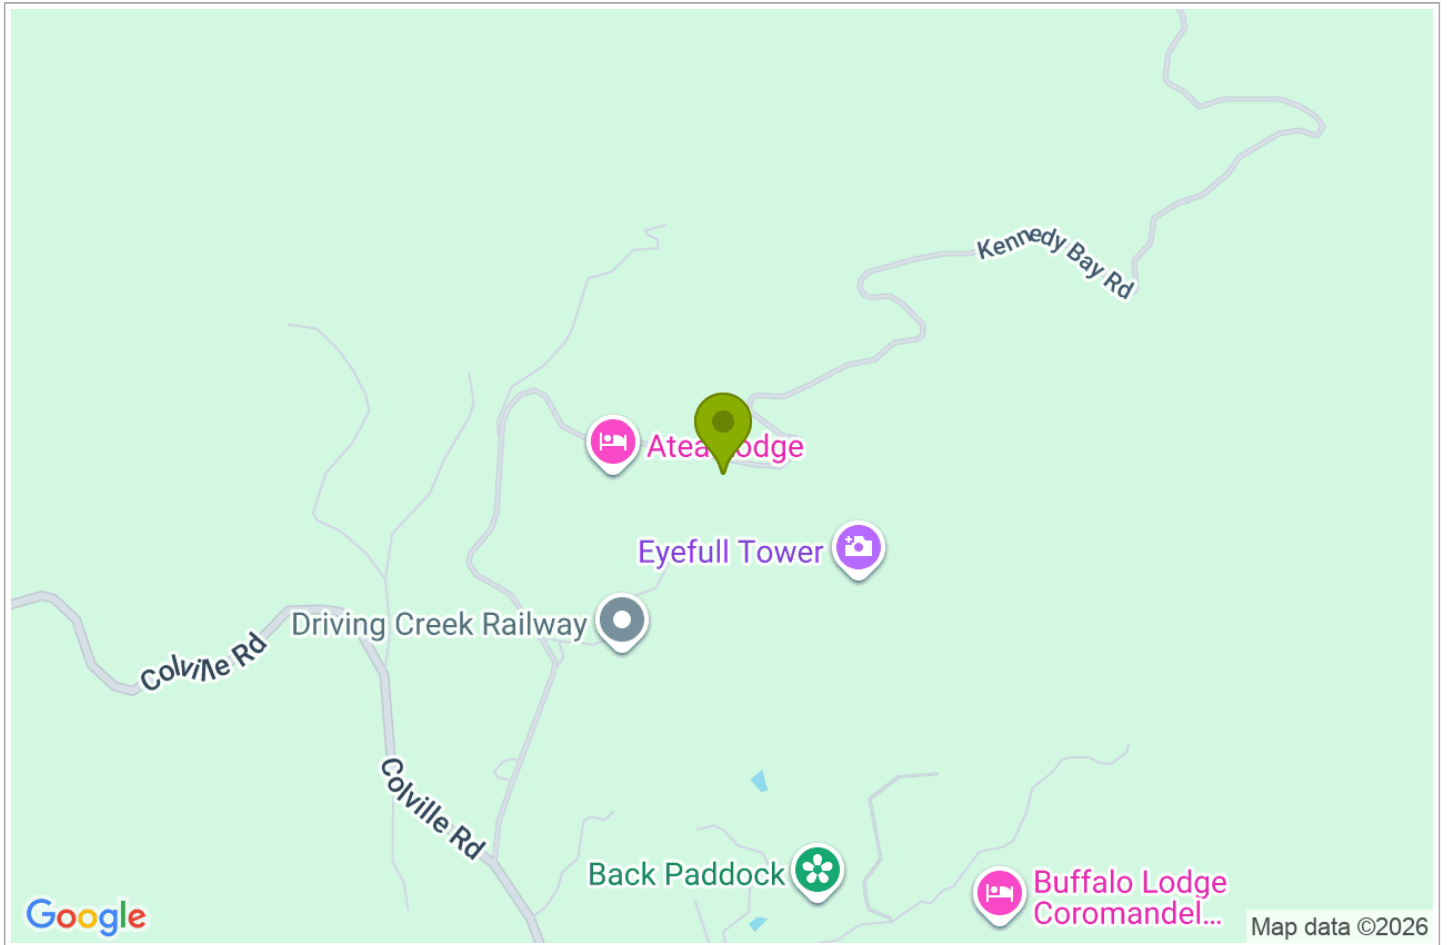 Kennedy Bay Rd
Atea Lodge
Eyefull Tower
Driving Creek Railway
Colville Rd
Colville Rd
Back Paddock
Buffalo Lodge
Coromandel...
Google
Map data ©2026